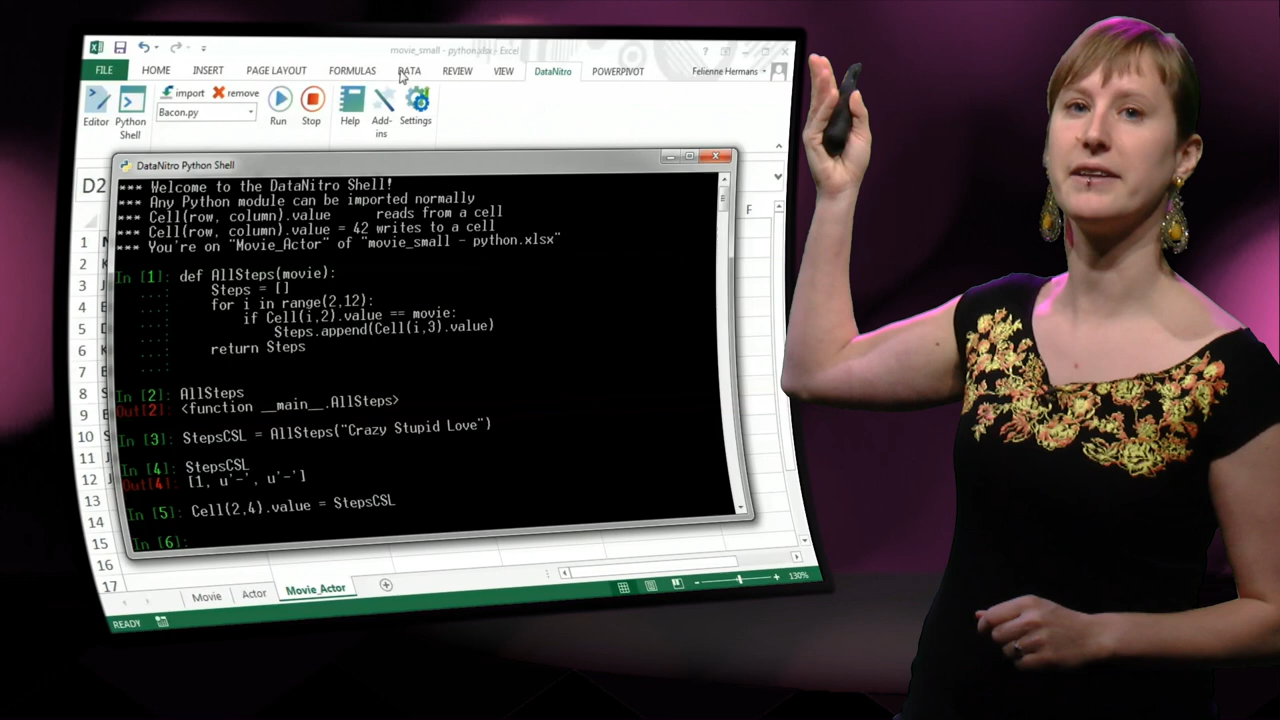 movie_small - python.xlsx - Excel
FILE HOME INSERT PAGE LAYOUT FORMULAS DATA REVIEW VIEW DataNitro POWERPIVOT Felienne Hermans
import remove
Bacon.py
Editor Python Shell Run Stop Help Add-ins Settings
D2
DataNitro Python Shell
*** Welcome to the DataNitro Shell!
*** Any Python module can be imported normally
*** Cell(row, column).value reads from a cell
*** Cell(row, column).value = 42 writes to a cell
*** You're on "Movie_Actor" of "movie_small - python.xlsx"
In [1]: def AllSteps(movie):
...: Steps = []
...: for i in range(2,12):
...: if Cell(i,2).value == movie:
...: Steps.append(Cell(i,3).value)
...: return Steps
...:
...:
In [2]: AllSteps
Out[2]: <function __main__.AllSteps>
In [3]: StepsCSL = AllSteps("Crazy Stupid Love")
In [4]: StepsCSL
Out[4]: [1, u'-', u'-']
In [5]: Cell(2,4).value = StepsCSL
In [6]:
F
1
2
3
4
5
6
7
8
9
10
11
12
13
14
15
16
17
Movie Actor Movie_Actor
READY 130%